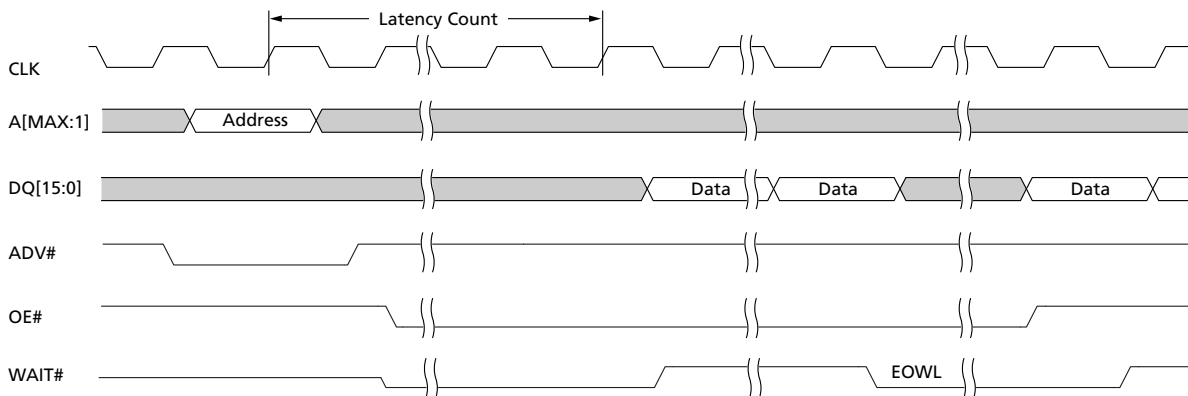 Latency Count
CLK
A[MAX:1] Address
DQ[15:0] Data Data Data
ADV#
OE#
WAIT# EOWL